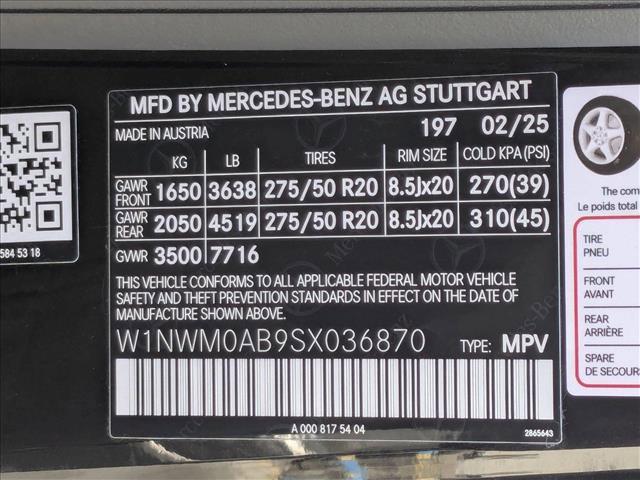 MFD BY MERCEDES-BENZ AG STUTTGART
MADE IN AUSTRIA 197 02/25
KG LB TIRES RIM SIZE COLD KPA (PSI)
GAWR FRONT 1650 3638 275/50 R20 8.5Jx20 270(39)
GAWR REAR 2050 4519 275/50 R20 8.5Jx20 310(45)
GVWR 3500 7716
THIS VEHICLE CONFORMS TO ALL APPLICABLE FEDERAL MOTOR VEHICLE
SAFETY AND THEFT PREVENTION STANDARDS IN EFFECT ON THE DATE OF
MANUFACTURE SHOWN ABOVE.
W1NWM0AB9SX036870 TYPE: MPV
A 000 817 54 04
2865643
584 53 18
The com
Le poids total
TIRE
PNEU
FRONT
AVANT
REAR
ARRIÈRE
SPARE
DE SECOURS